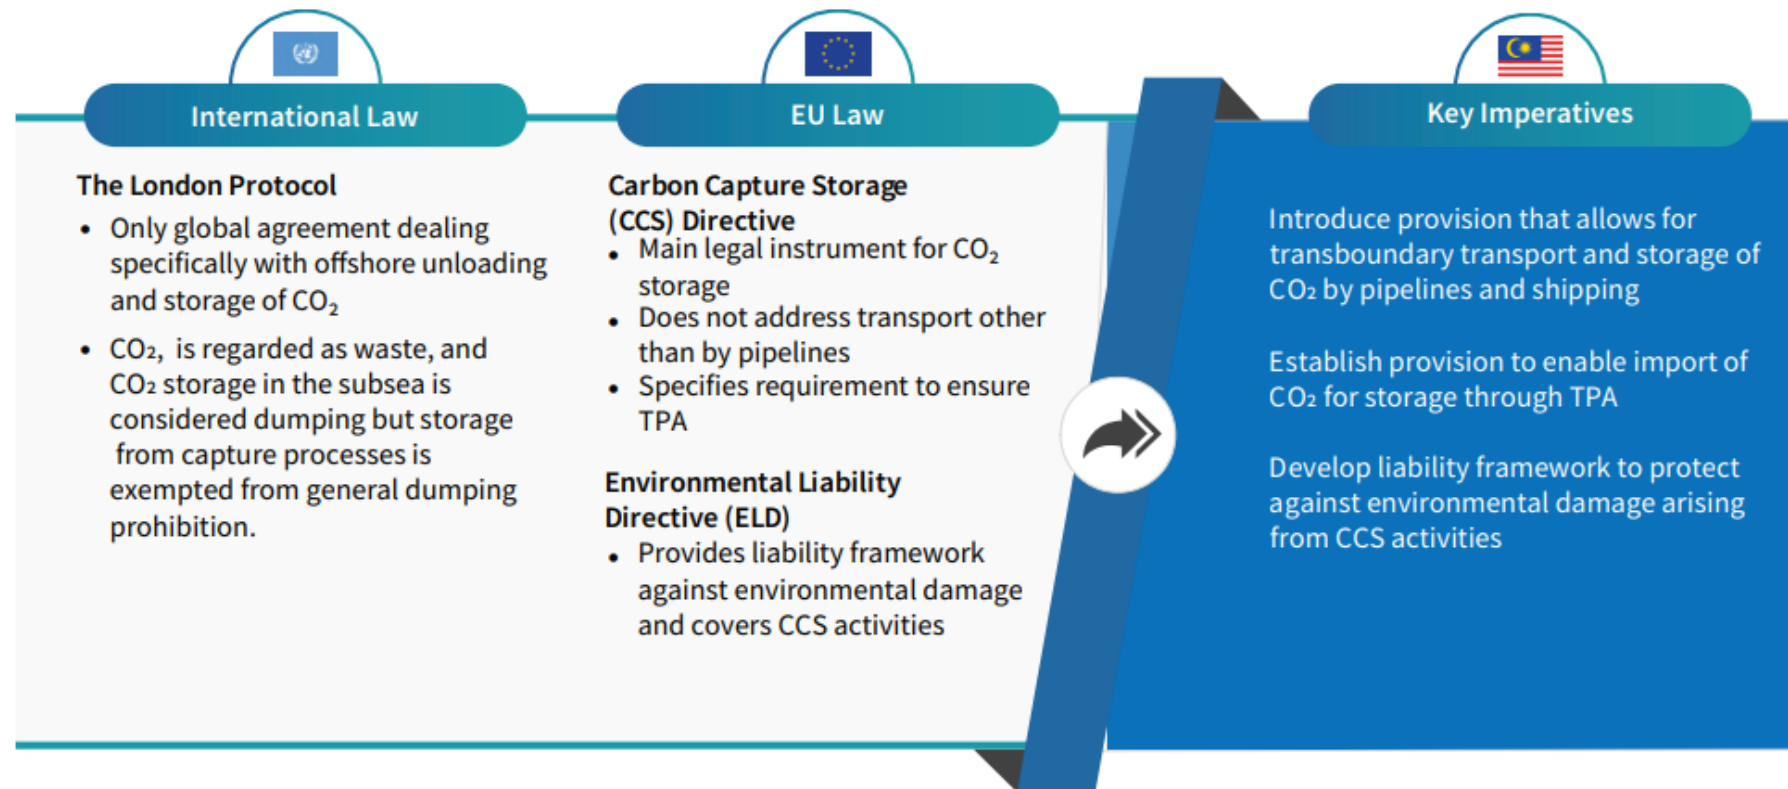 International Law
The London Protocol
• Only global agreement dealing
specifically with offshore unloading
and storage of CO₂
• CO₂, is regarded as waste, and
CO₂ storage in the subsea is
considered dumping but storage
from capture processes is
exempted from general dumping
prohibition.
EU Law
Carbon Capture Storage
(CCS) Directive
• Main legal instrument for CO₂
storage
• Does not address transport other
than by pipelines
• Specifies requirement to ensure
TPA
Environmental Liability
Directive (ELD)
• Provides liability framework
against environmental damage
and covers CCS activities
Key Imperatives
Introduce provision that allows for
transboundary transport and storage of
CO₂ by pipelines and shipping
Establish provision to enable import of
CO₂ for storage through TPA
Develop liability framework to protect
against environmental damage arising
from CCS activities